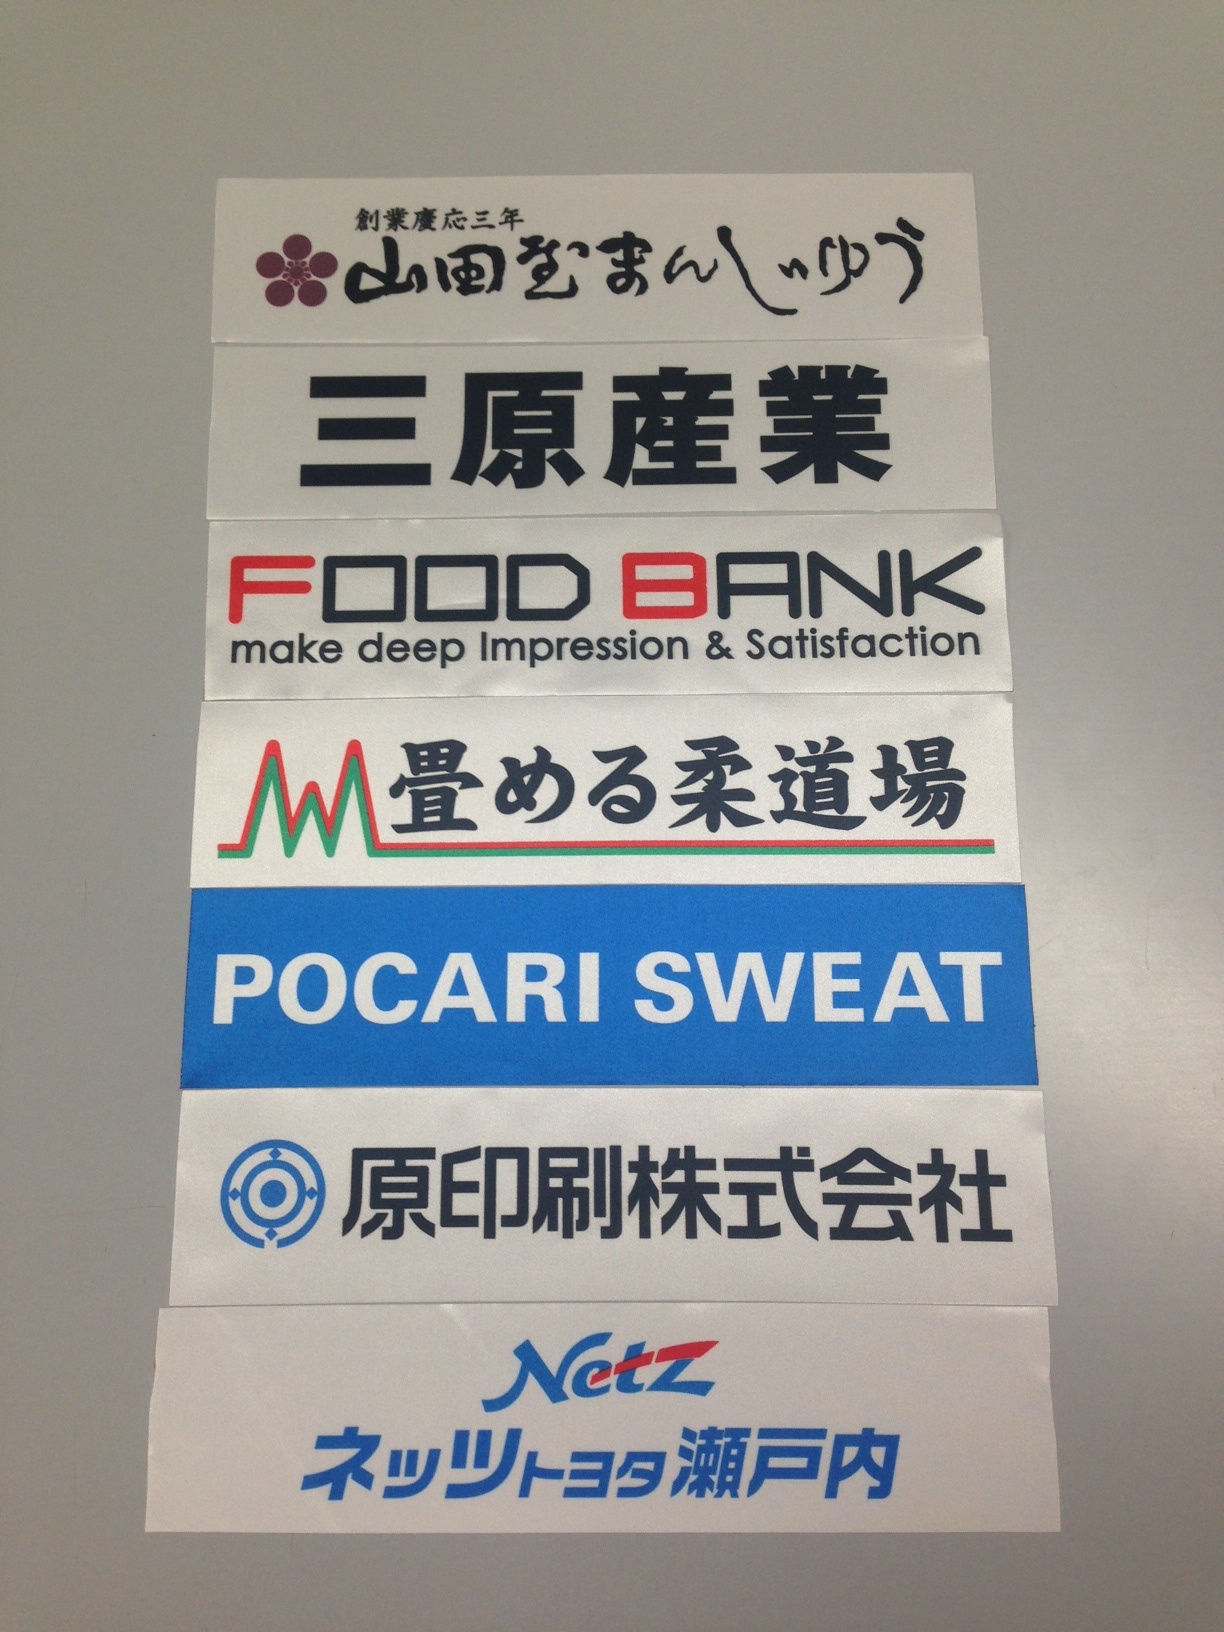 創業慶応三年
山田屋まんじゅう
三原産業
FOOD BANK
make deep Impression & Satisfaction
畳める柔道場
POCARI SWEAT
原印刷株式会社
Netz
ネッツトヨタ瀬戸内